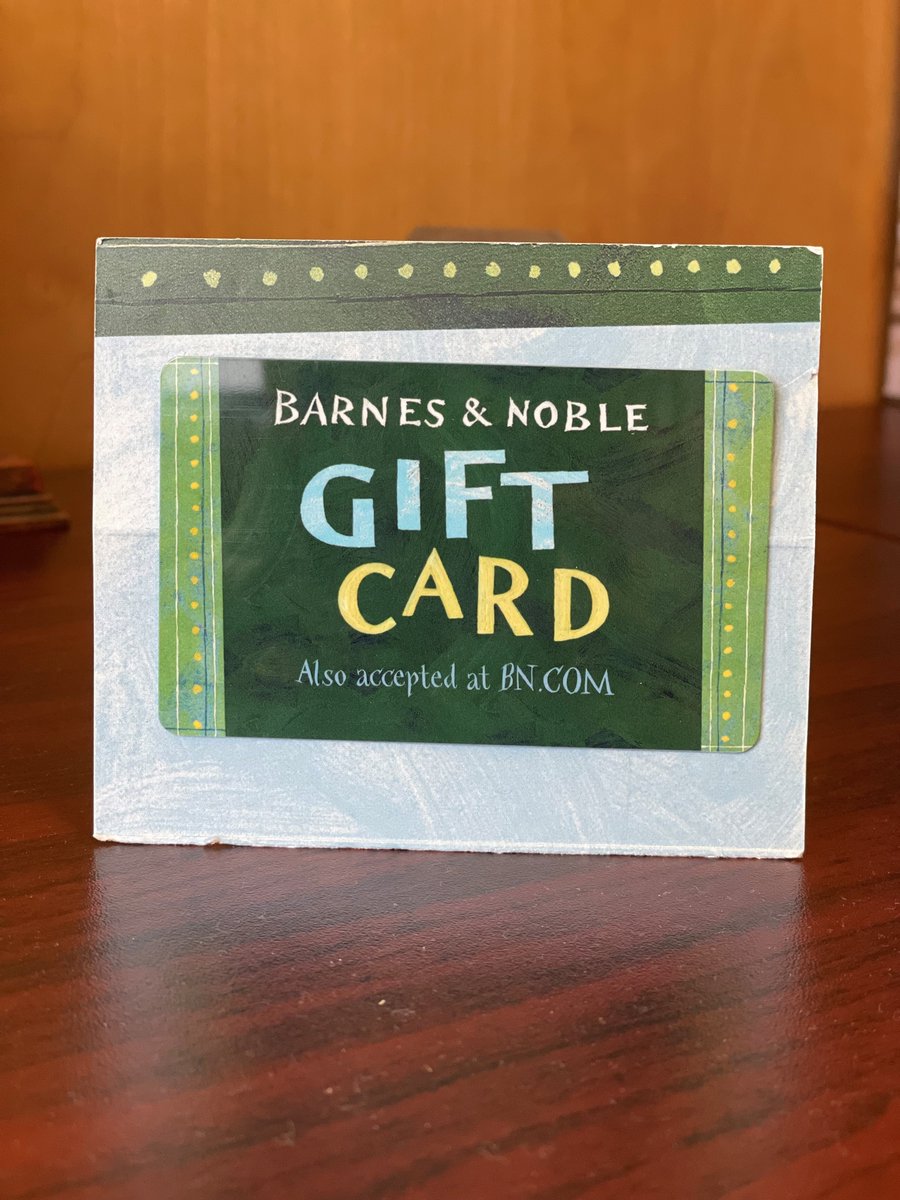 BARNES & NOBLE
GIFT
CARD
Also accepted at BN.COM